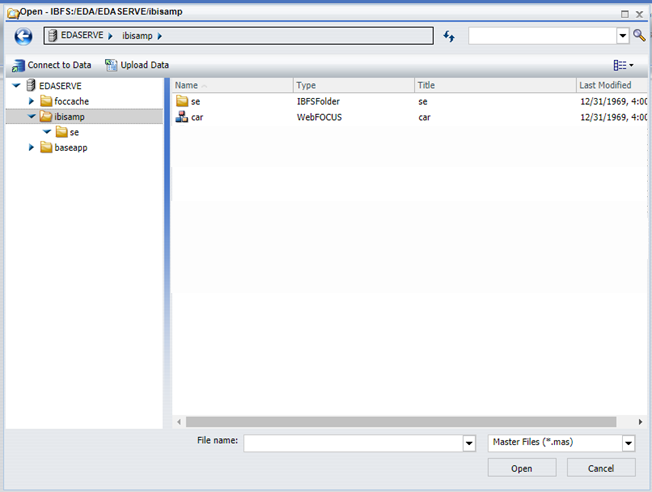 Open - IBFS:/EDA/EDASERVE/ibisamp
EDASERVE ibisamp
Connect to Data Upload Data
EDASERVE
foccache
ibisamp
se
baseapp
Name Type Title Last Modified
se IBFSFolder se 12/31/1969, 4:00
car WebFOCUS car 12/31/1969, 4:00
File name: Master Files (*.mas)
Open Cancel